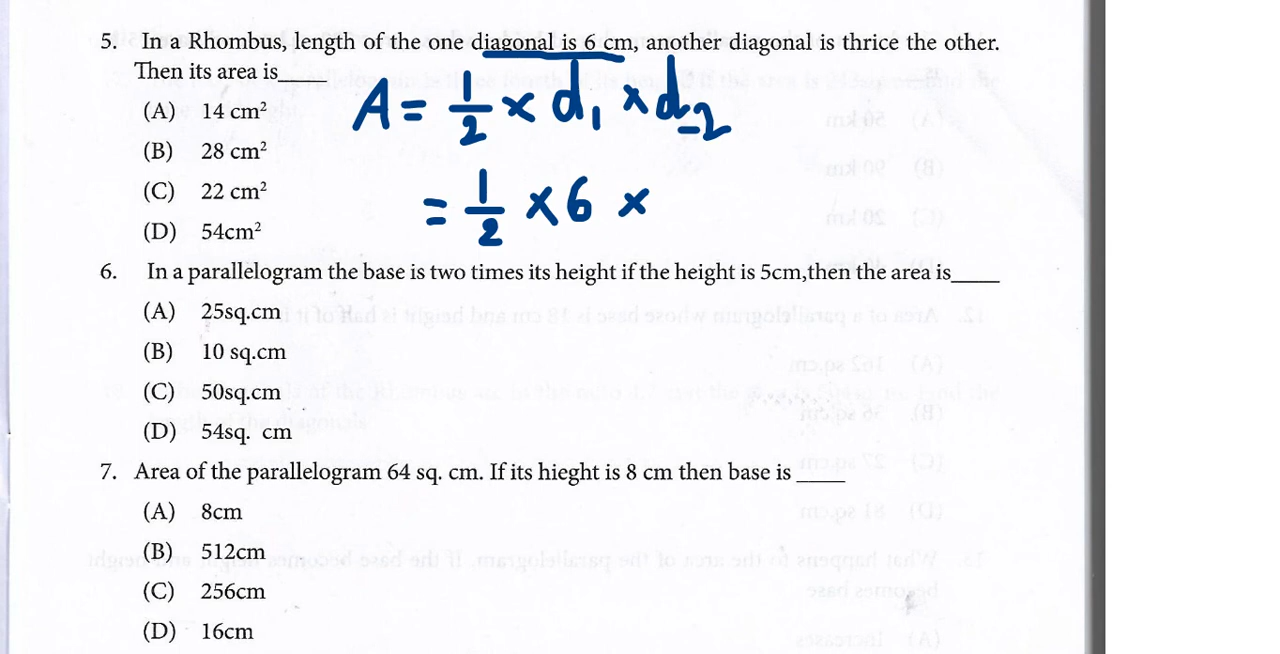 5. In a Rhombus, length of the one diagonal is 6 cm, another diagonal is thrice the other.
Then its area is____
A = 1/2 × d₁ × d₂
(A) 14 cm²
(B) 28 cm²
= 1/2 × 6 ×
(C) 22 cm²
(D) 54cm²
6. In a parallelogram the base is two times its height if the height is 5cm,then the area is____
(A) 25sq.cm
(B) 10 sq.cm
(C) 50sq.cm
(D) 54sq. cm
7. Area of the parallelogram 64 sq. cm. If its hieght is 8 cm then base is ____
(A) 8cm
(B) 512cm
(C) 256cm
(D) 16cm